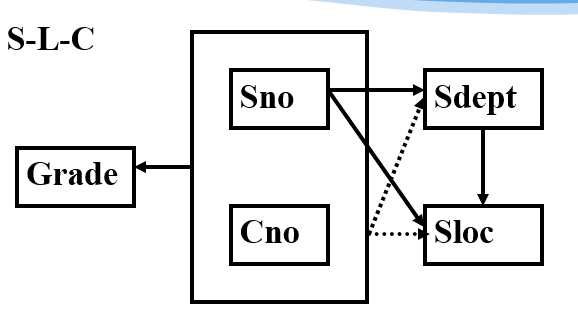 S-L-C
Sno
Sdept
Grade
Cno
Sloc